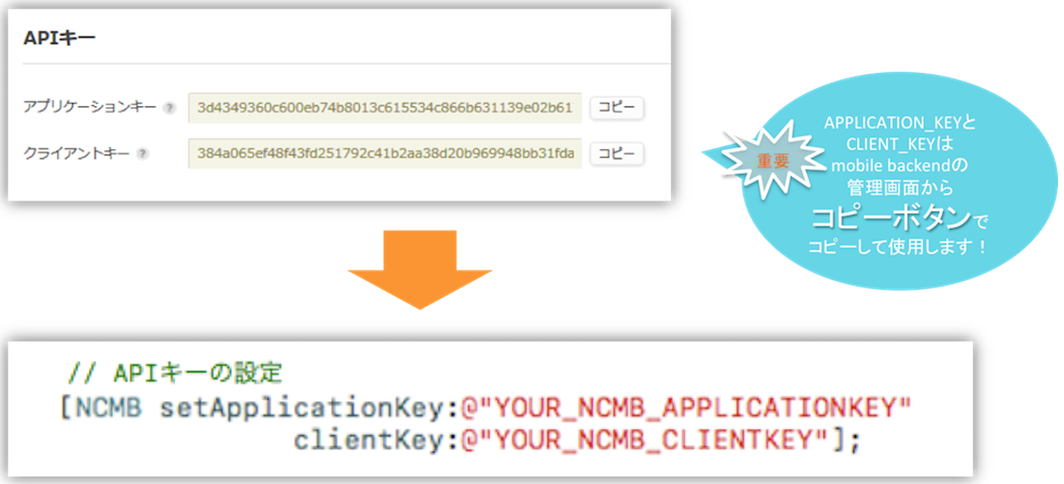 APIキー
アプリケーションキー ? 3d4349360c600eb74b8013c615534c866b631139e02b61 コピー
クライアントキー ? 384a065ef48f43fd251792c41b2aa38d20b969948bb31fda コピー
重要
APPLICATION_KEYと
CLIENT_KEYは
mobile backendの
管理画面から
コピーボタンで
コピーして使用します！
// APIキーの設定
[NCMB setApplicationKey:@"YOUR_NCMB_APPLICATIONKEY"
clientKey:@"YOUR_NCMB_CLIENTKEY"];